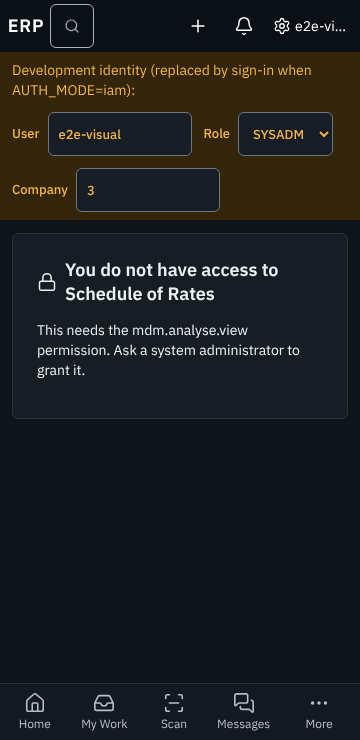 ERP
e2e-vi...
Development identity (replaced by sign-in when
AUTH_MODE=iam):
User e2e-visual Role SYSADM
Company 3
You do not have access to
Schedule of Rates
This needs the mdm.analyse.view
permission. Ask a system administrator to
grant it.
Home My Work Scan Messages More